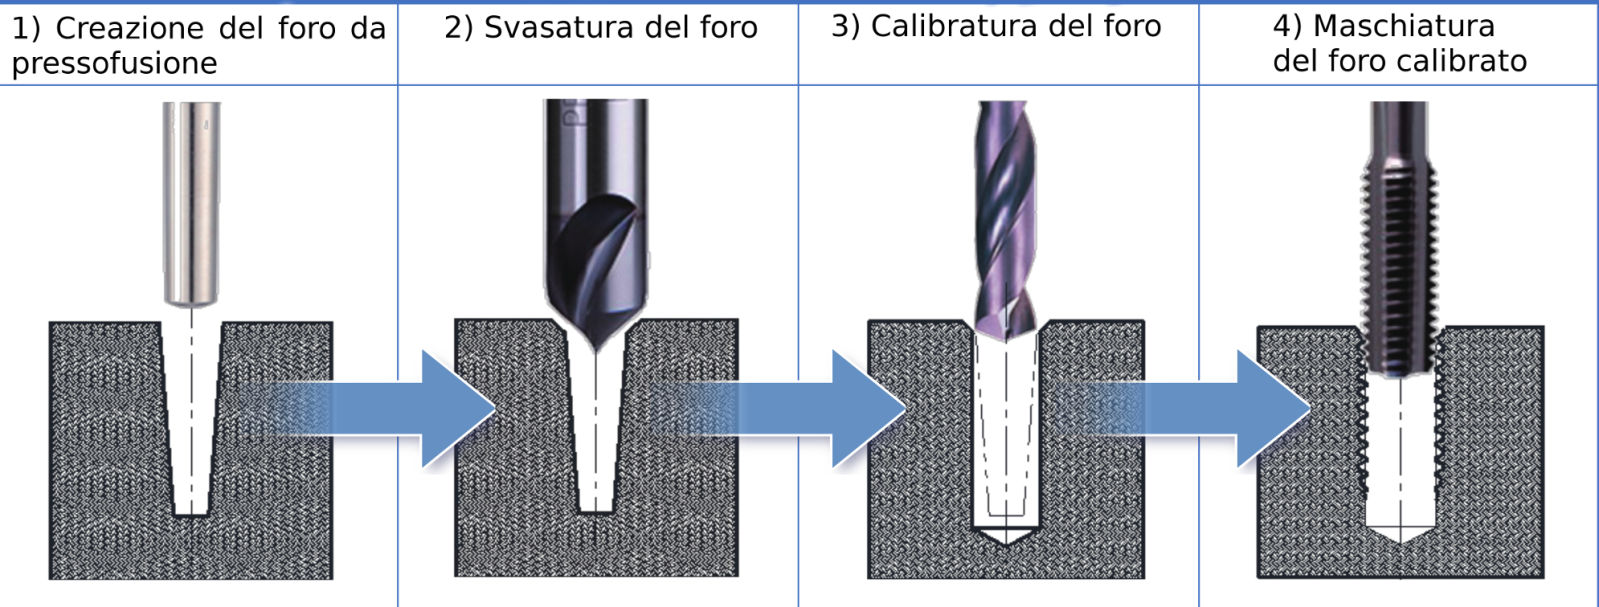 1) Creazione del foro da
pressofusione
2) Svasatura del foro
3) Calibratura del foro
4) Maschiatura
del foro calibrato